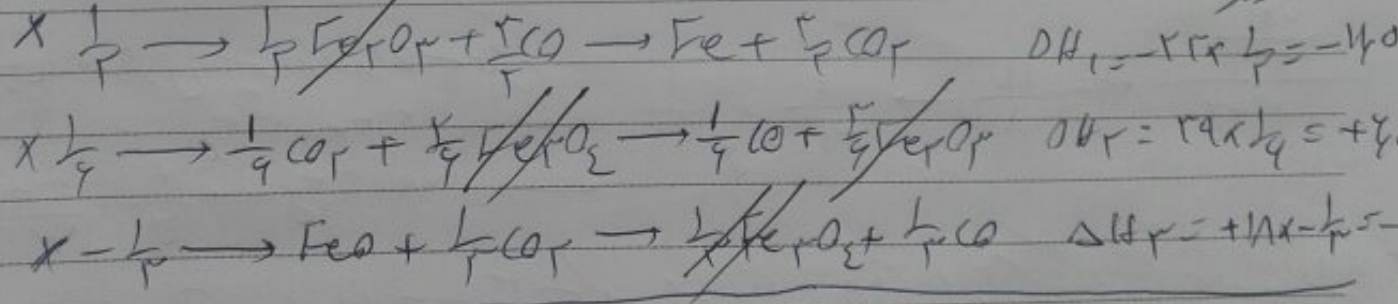 × ۱/۲ → ۱/۲ Fe۲O۳ + ۳/۲ CO → Fe + ۳/۲ CO۲ ΔH۱ = -۲۳ × ۱/۲ = -۱۱/۵
× ۱/۶ → ۱/۶ CO۲ + ۲/۶ Fe۳O۴ → ۱/۶ CO + ۳/۶ Fe۲O۳ ΔH۲ = ۳۹ × ۱/۶ = +۶
× -۱/۳ → FeO + ۱/۳ CO۲ → ۱/۳ Fe۳O۴ + ۱/۳ CO ΔH۳ = +۱۸ × -۱/۳ = -